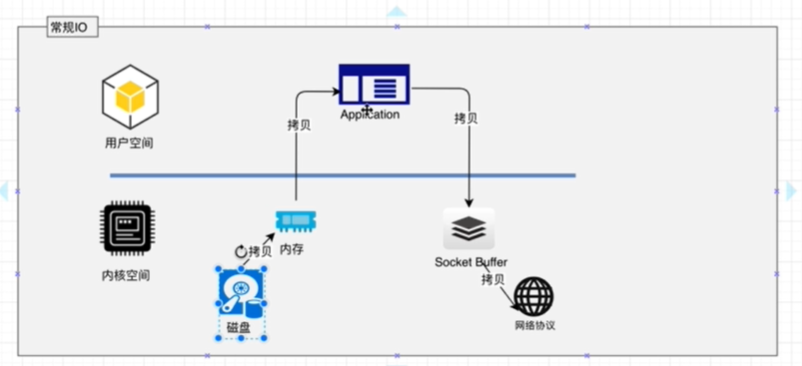 常规IO
Application
拷贝
拷贝
用户空间
内存
拷贝
Socket Buffer
内核空间
拷贝
磁盘
网络协议